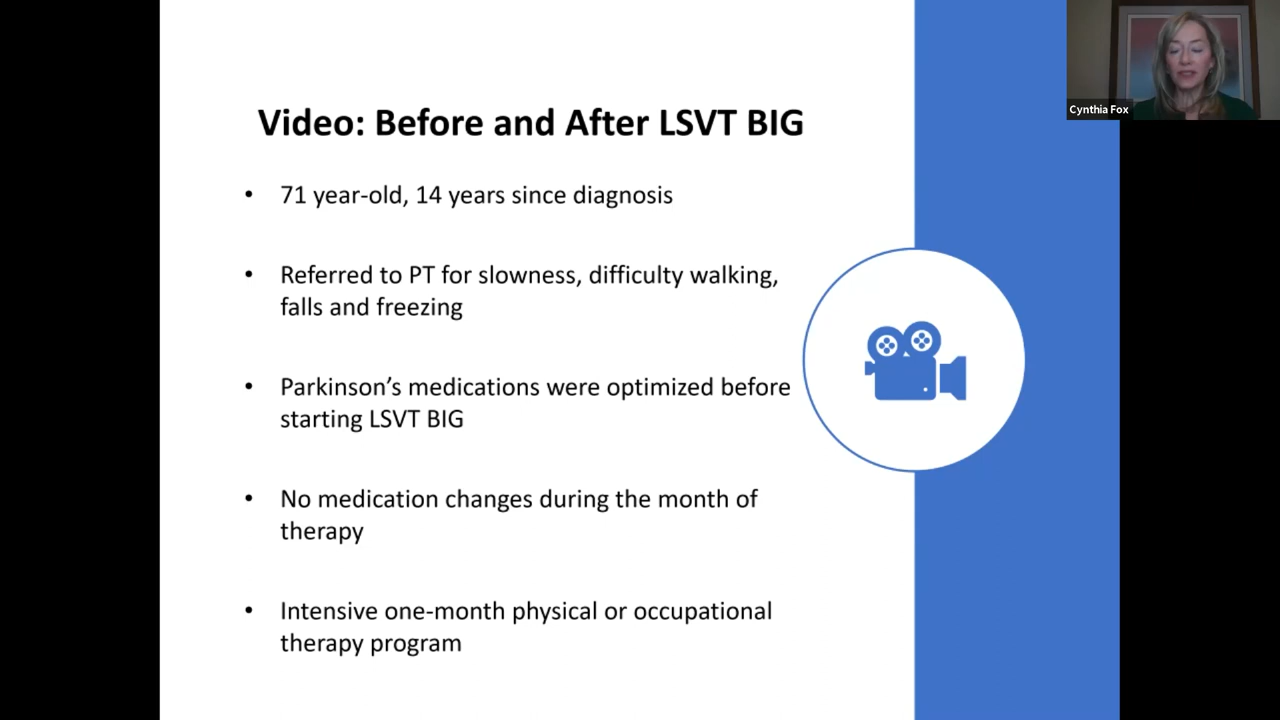 Video: Before and After LSVT BIG
• 71 year-old, 14 years since diagnosis
• Referred to PT for slowness, difficulty walking,
falls and freezing
• Parkinson’s medications were optimized before
starting LSVT BIG
• No medication changes during the month of
therapy
• Intensive one-month physical or occupational
therapy program
Cynthia Fox